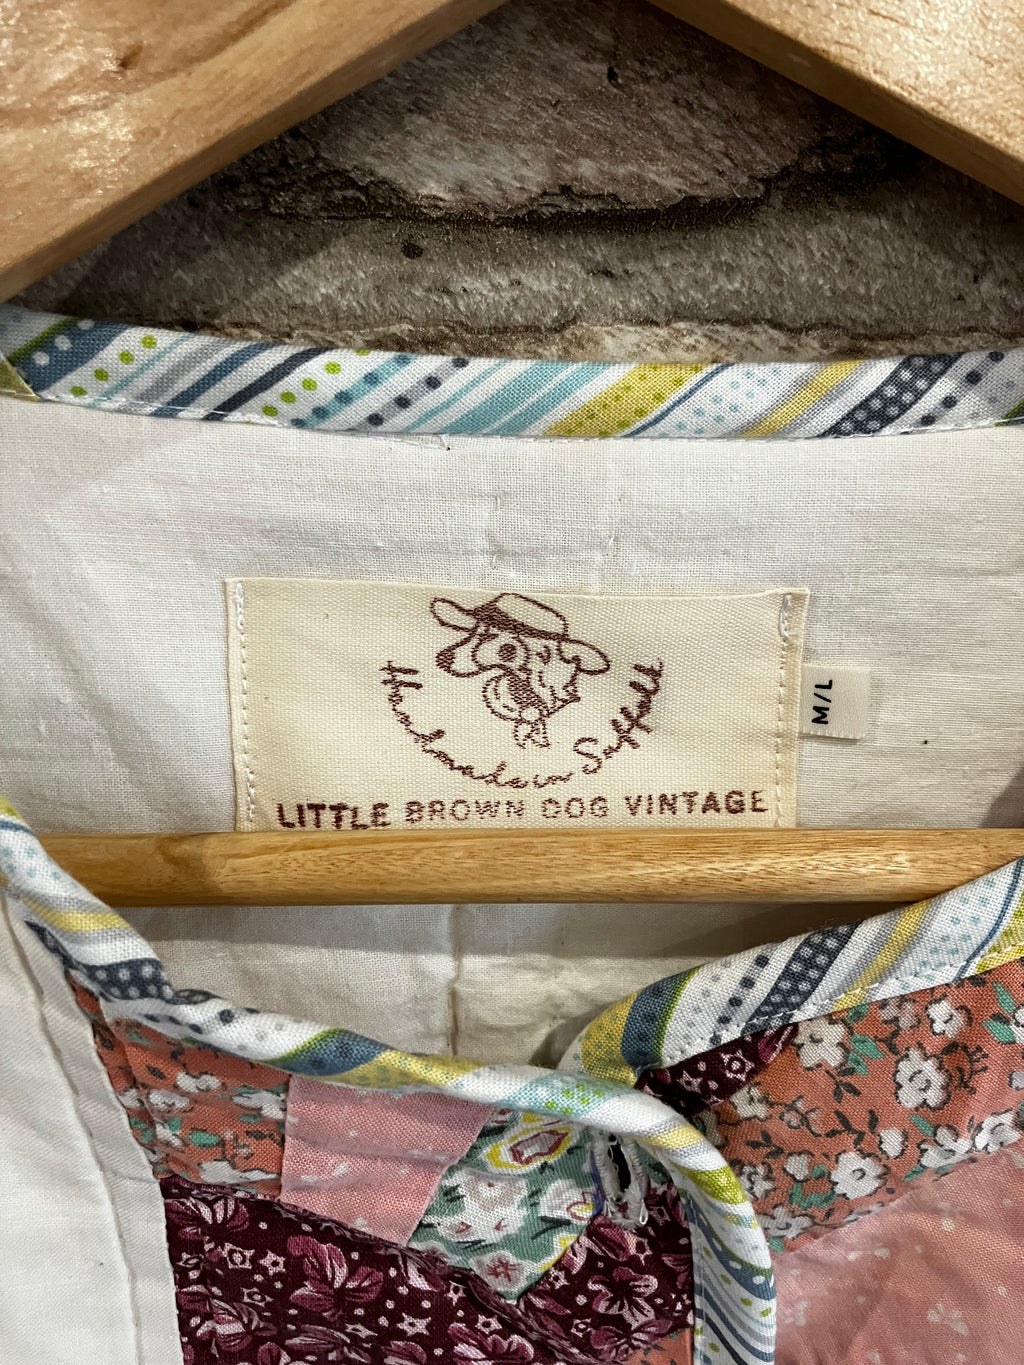 Handmade in Suffolk
LITTLE BROWN DOG VINTAGE
M/L